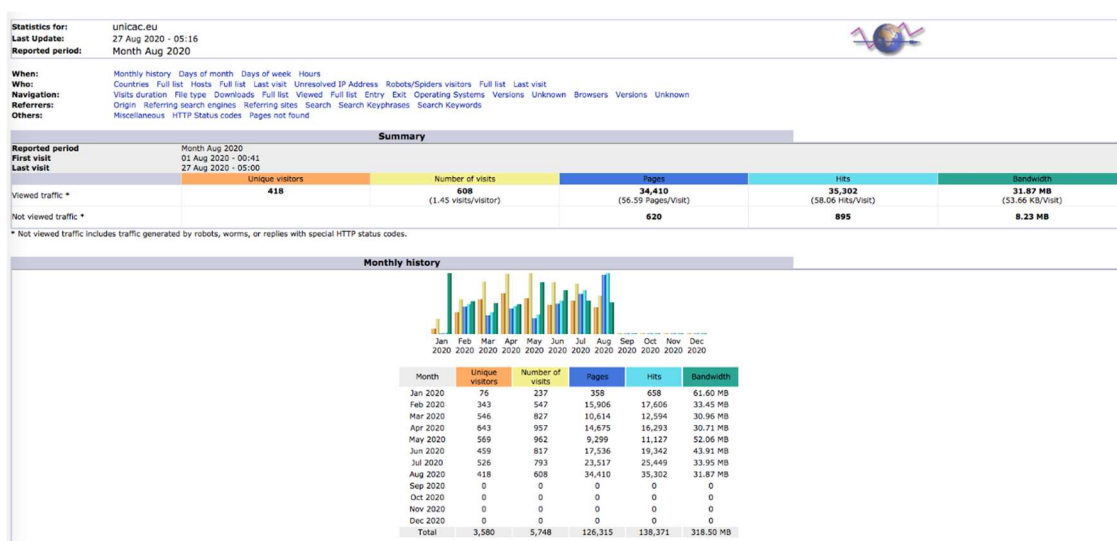 Statistics for: unicac.eu
Last Update: 27 Aug 2020 - 05:16
Reported period: Month Aug 2020
When: Monthly history Days of month Days of week Hours
Who: Countries Full list Hosts Full list Last visit Unresolved IP Address Robots/Spiders visitors Full list Last visit
Navigation: Visits duration File type Downloads Full list Viewed Full list Entry Exit Operating Systems Versions Unknown Browsers Versions Unknown
Referrers: Origin Referring search engines Referring sites Search Search Keyphrases Search Keywords
Others: Miscellaneous HTTP Status codes Pages not found
Summary
Reported period Month Aug 2020
First visit 01 Aug 2020 - 00:41
Last visit 27 Aug 2020 - 05:00
Unique visitors Number of visits Pages Hits Bandwidth
Viewed traffic * 418 608 34,410 35,302 31.87 MB
(1.45 visits/visitor) (56.59 Pages/Visit) (58.06 Hits/Visit) (53.66 KB/Visit)
Not viewed traffic * 620 895 8.23 MB
* Not viewed traffic includes traffic generated by robots, worms, or replies with special HTTP status codes.
Monthly history
Jan Feb Mar Apr May Jun Jul Aug Sep Oct Nov Dec
2020 2020 2020 2020 2020 2020 2020 2020 2020 2020 2020 2020
Month Unique visitors Number of visits Pages Hits Bandwidth
Jan 2020 76 237 358 658 61.60 MB
Feb 2020 343 547 15,906 17,606 33.45 MB
Mar 2020 546 827 10,614 12,594 30.96 MB
Apr 2020 643 957 14,675 16,293 30.71 MB
May 2020 569 962 9,299 11,127 52.06 MB
Jun 2020 459 817 17,536 19,342 43.91 MB
Jul 2020 526 793 23,517 25,449 33.95 MB
Aug 2020 418 608 34,410 35,302 31.87 MB
Sep 2020 0 0 0 0 0
Oct 2020 0 0 0 0 0
Nov 2020 0 0 0 0 0
Dec 2020 0 0 0 0 0
Total 3,580 5,748 126,315 138,371 318.50 MB